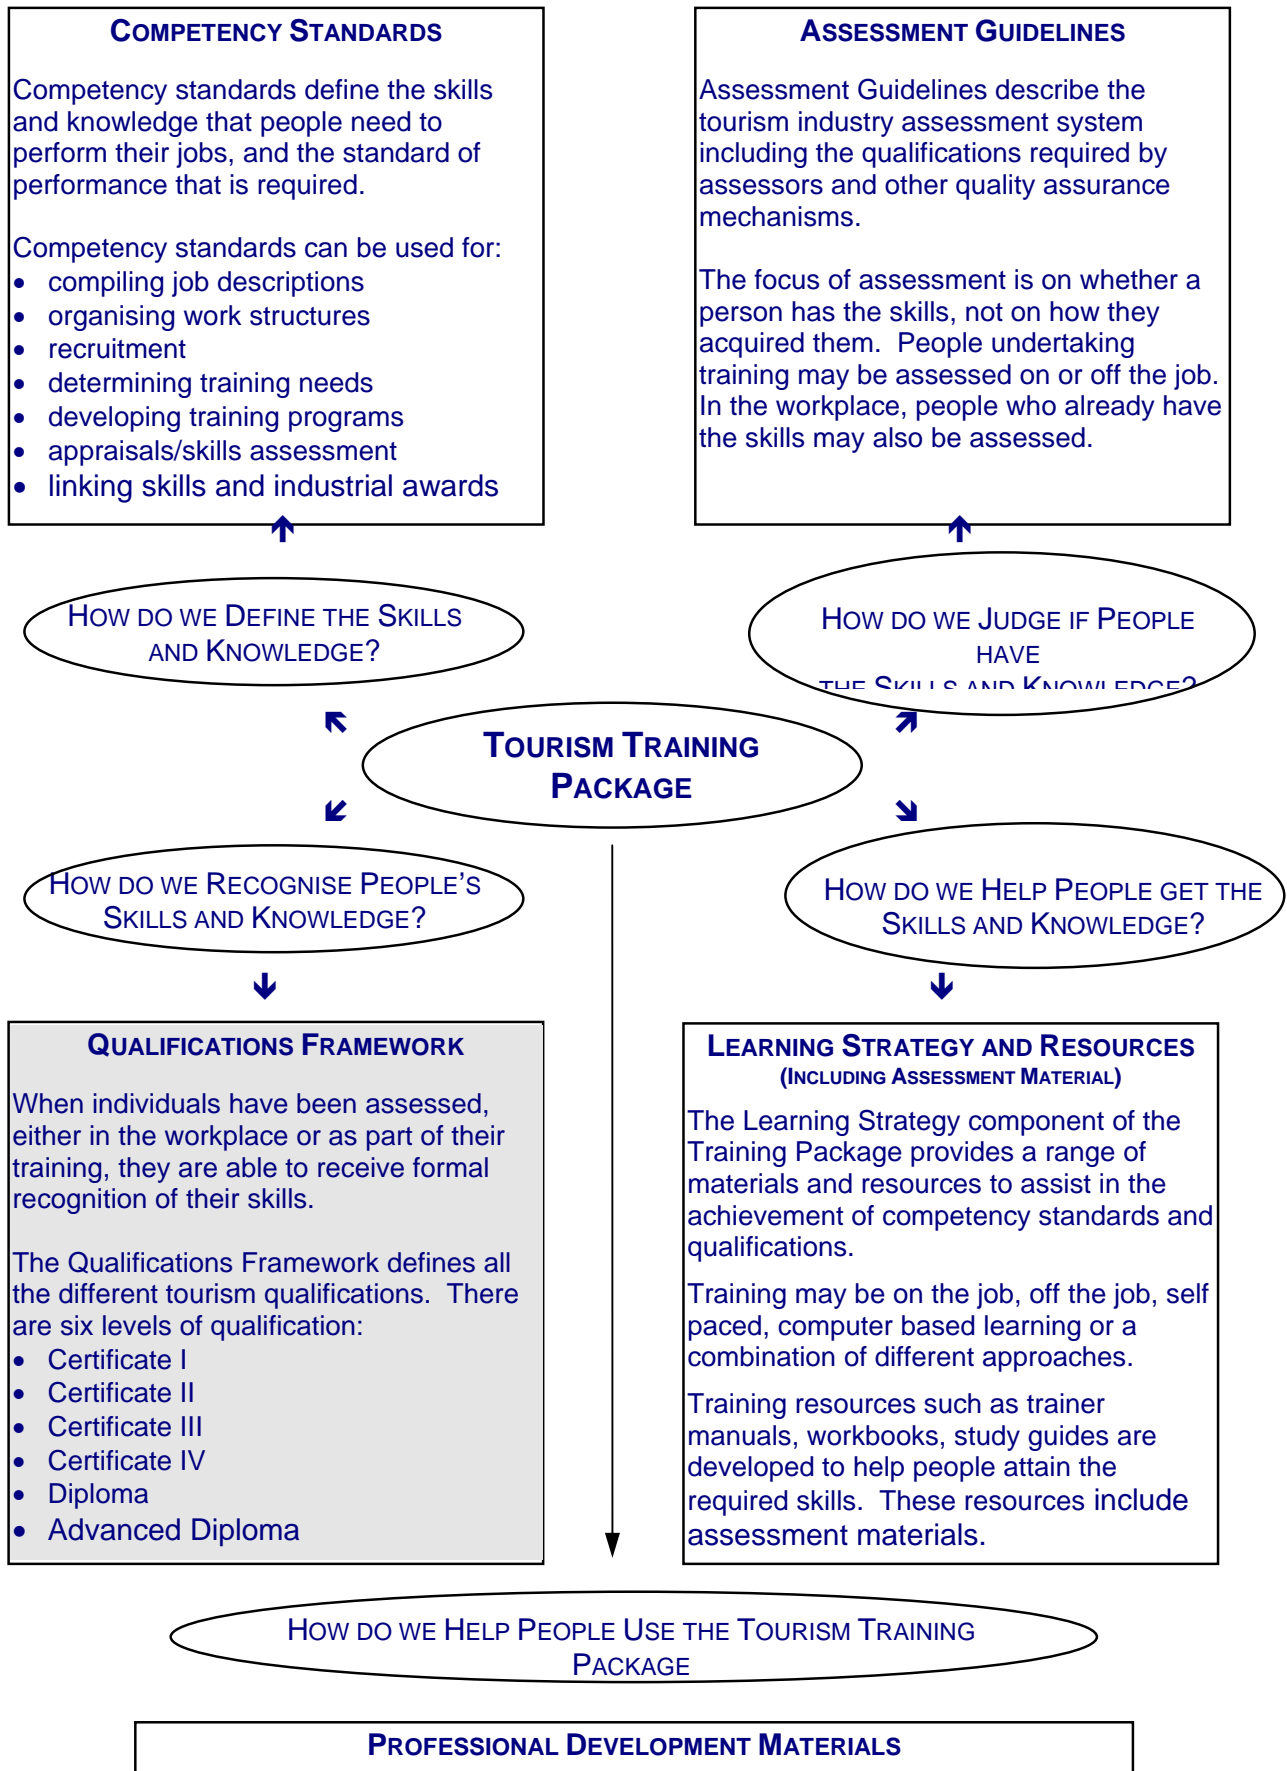 COMPETENCY STANDARDS
Competency standards define the skills
and knowledge that people need to
perform their jobs, and the standard of
performance that is required.
Competency standards can be used for:
• compiling job descriptions
• organising work structures
• recruitment
• determining training needs
• developing training programs
• appraisals/skills assessment
• linking skills and industrial awards
ASSESSMENT GUIDELINES
Assessment Guidelines describe the
tourism industry assessment system
including the qualifications required by
assessors and other quality assurance
mechanisms.
The focus of assessment is on whether a
person has the skills, not on how they
acquired them. People undertaking
training may be assessed on or off the job.
In the workplace, people who already have
the skills may also be assessed.
HOW DO WE DEFINE THE SKILLS
AND KNOWLEDGE?
HOW DO WE JUDGE IF PEOPLE
HAVE
THE SKILLS AND KNOWLEDGE?
TOURISM TRAINING
PACKAGE
HOW DO WE RECOGNISE PEOPLE'S
SKILLS AND KNOWLEDGE?
HOW DO WE HELP PEOPLE GET THE
SKILLS AND KNOWLEDGE?
QUALIFICATIONS FRAMEWORK
When individuals have been assessed,
either in the workplace or as part of their
training, they are able to receive formal
recognition of their skills.
The Qualifications Framework defines all
the different tourism qualifications. There
are six levels of qualification:
• Certificate I
• Certificate II
• Certificate III
• Certificate IV
• Diploma
• Advanced Diploma
LEARNING STRATEGY AND RESOURCES
(INCLUDING ASSESSMENT MATERIAL)
The Learning Strategy component of the
Training Package provides a range of
materials and resources to assist in the
achievement of competency standards and
qualifications.
Training may be on the job, off the job, self
paced, computer based learning or a
combination of different approaches.
Training resources such as trainer
manuals, workbooks, study guides are
developed to help people attain the
required skills. These resources include
assessment materials.
HOW DO WE HELP PEOPLE USE THE TOURISM TRAINING
PACKAGE
PROFESSIONAL DEVELOPMENT MATERIALS